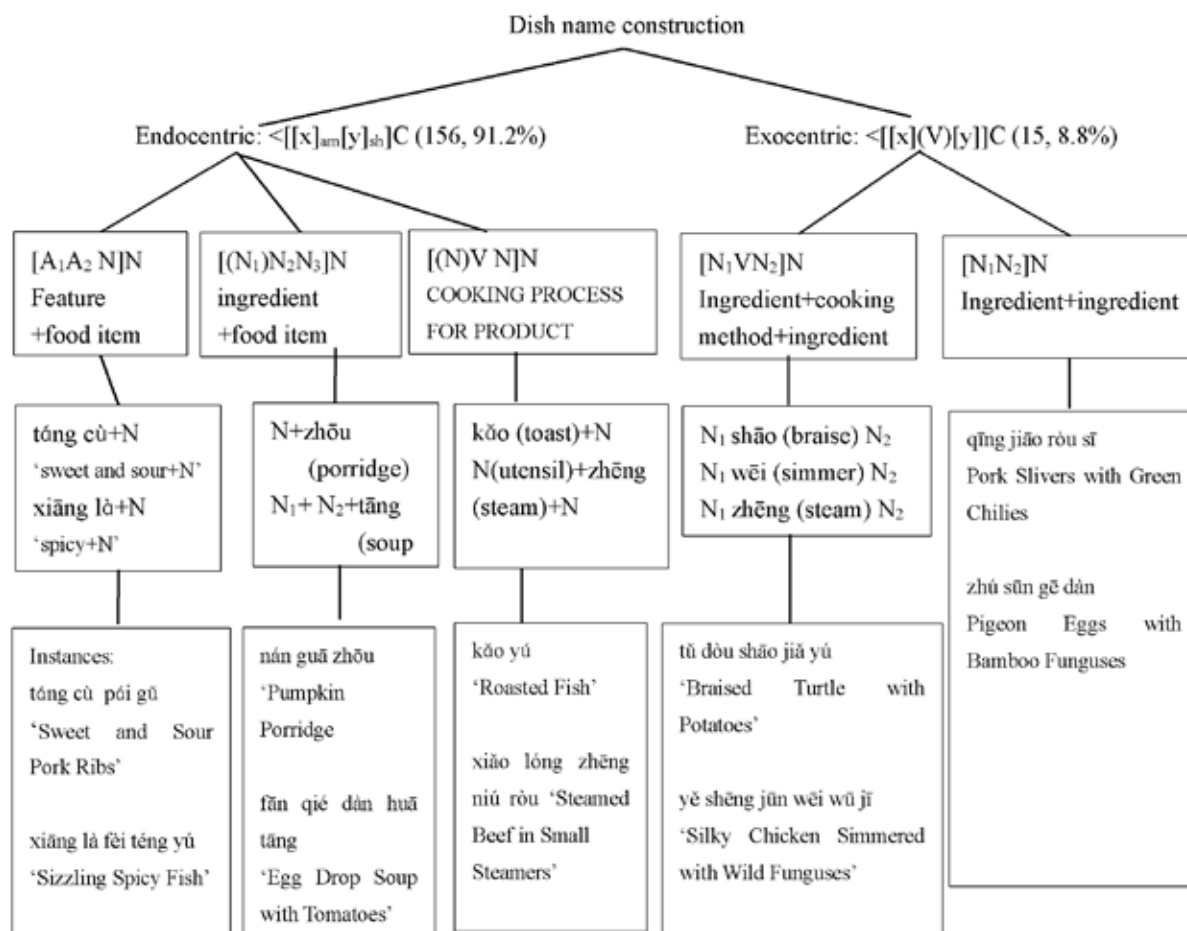 Dish name construction
Endocentric: <[[x]am[y]sh]C (156, 91.2%)
Exocentric: <[[x](V)[y]]C (15, 8.8%)
[A₁A₂ N]N
Feature
+food item
[(N₁)N₂N₃]N
ingredient
+food item
[(N)V N]N
COOKING PROCESS
FOR PRODUCT
[N₁VN₂]N
Ingredient+cooking
method+ingredient
[N₁N₂]N
Ingredient+ingredient
táng cù+N
‘sweet and sour+N’
xiāng là+N
‘spicy+N’
N+zhōu
(porridge)
N₁+ N₂+tāng
(soup
kǎo (toast)+N
N(utensil)+zhēng
(steam)+N
N₁ shāo (braise) N₂
N₁ wēi (simmer) N₂
N₁ zhēng (steam) N₂
qīng jiāo ròu sī
Pork Slivers with Green
Chilies
zhú sūn gē dàn
Pigeon Eggs with
Bamboo Funguses
Instances:
táng cù pái gǔ
‘Sweet and Sour
Pork Ribs’
xiāng là fèi téng yú
‘Sizzling Spicy Fish’
nán guā zhōu
‘Pumpkin
Porridge
fān qié dàn huā
tāng
‘Egg Drop Soup
with Tomatoes’
kǎo yú
‘Roasted Fish’
xiǎo lóng zhēng
niú ròu ‘Steamed
Beef in Small
Steamers’
tǔ dòu shāo jiǎ yú
‘Braised Turtle with
Potatoes’
yě shēng jūn wēi wū jī
‘Silky Chicken Simmered
with Wild Funguses’